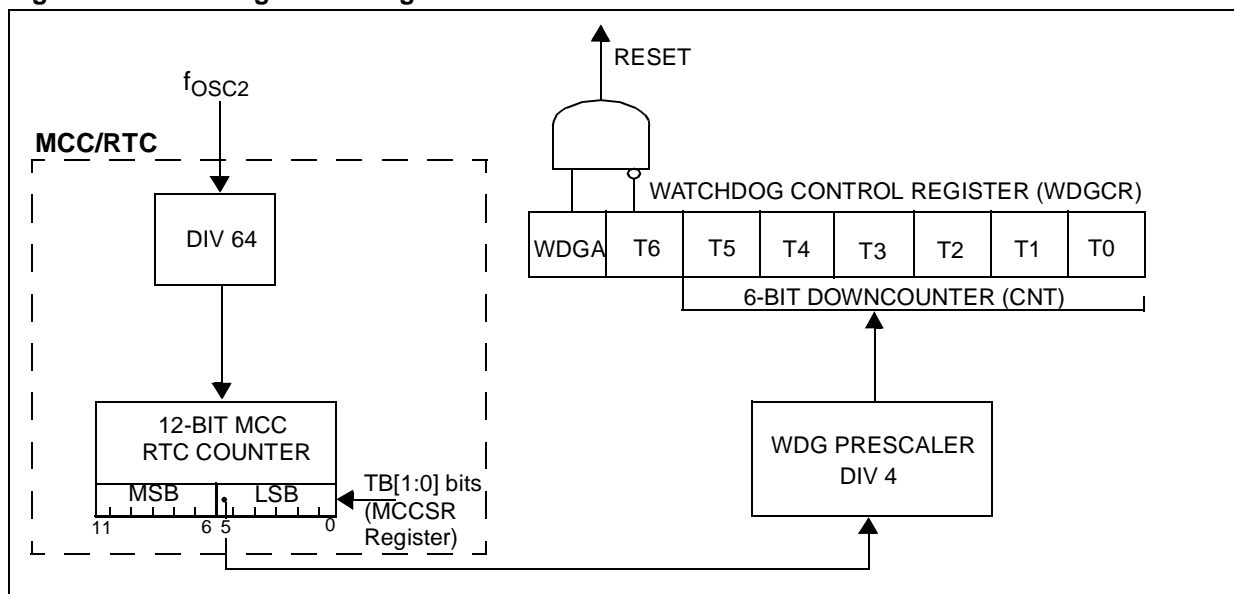 RESET
fOSC2
MCC/RTC
DIV 64
12-BIT MCC
RTC COUNTER
MSB LSB
11 6 5 0
TB[1:0] bits
(MCCSR
Register)
WATCHDOG CONTROL REGISTER (WDGCR)
WDGA T6 T5 T4 T3 T2 T1 T0
6-BIT DOWNCOUNTER (CNT)
WDG PRESCALER
DIV 4